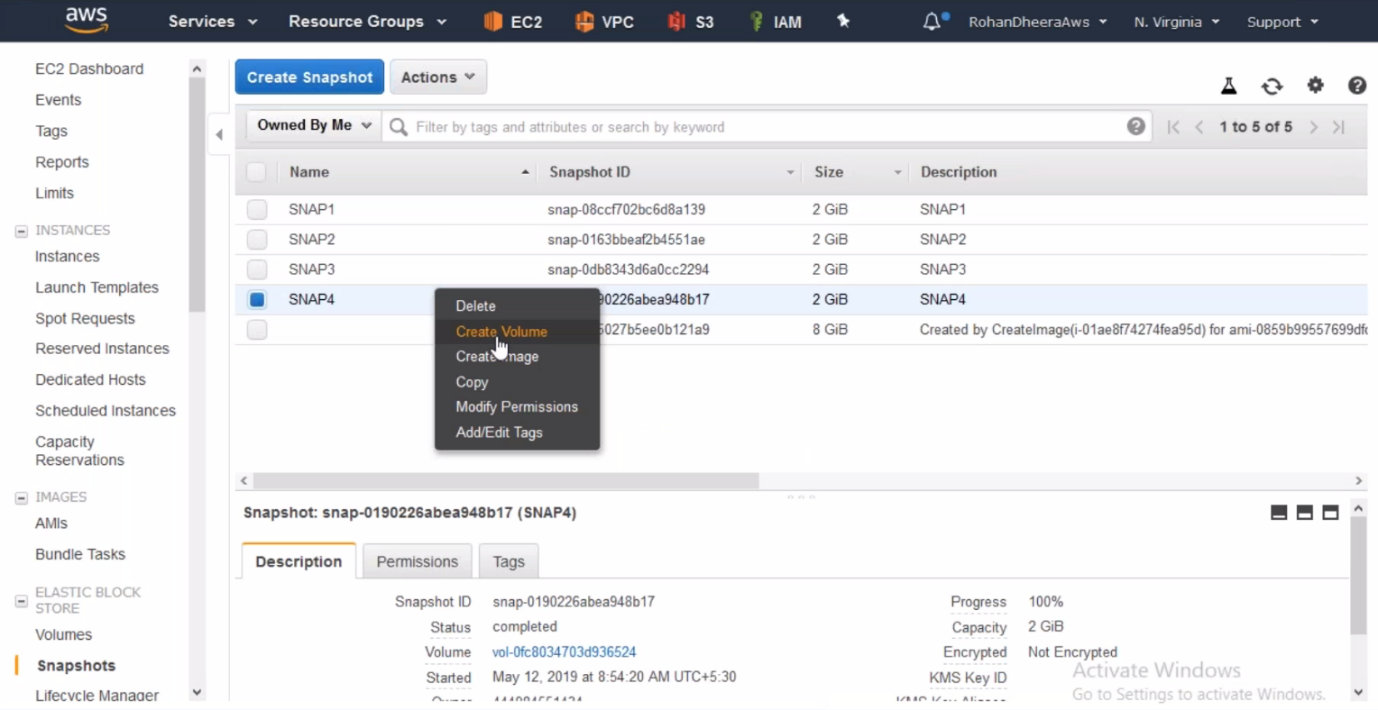 aws Services Resource Groups EC2 VPC S3 IAM RohanDheeraAws N. Virginia Support
EC2 Dashboard
Events
Tags
Reports
Limits
INSTANCES
Instances
Launch Templates
Spot Requests
Reserved Instances
Dedicated Hosts
Scheduled Instances
Capacity
Reservations
IMAGES
AMIs
Bundle Tasks
ELASTIC BLOCK
STORE
Volumes
Snapshots
Lifecycle Manager
Create Snapshot Actions
Owned By Me Filter by tags and attributes or search by keyword 1 to 5 of 5
Name Snapshot ID Size Description
SNAP1 snap-08ccf702bc6d8a139 2 GiB SNAP1
SNAP2 snap-0163bbeaf2b4551ae 2 GiB SNAP2
SNAP3 snap-0db8343d6a0cc2294 2 GiB SNAP3
SNAP4 90226abea948b17 2 GiB SNAP4
5027b5ee0b121a9 8 GiB Created by CreateImage(i-01ae8f74274fea95d) for ami-0859b99557699dfc
Delete
Create Volume
Create Image
Copy
Modify Permissions
Add/Edit Tags
Snapshot: snap-0190226abea948b17 (SNAP4)
Description Permissions Tags
Snapshot ID snap-0190226abea948b17 Progress 100%
Status completed Capacity 2 GiB
Volume vol-0fc8034703d936524 Encrypted Not Encrypted
Started May 12, 2019 at 8:54:20 AM UTC+5:30 KMS Key ID
Activate Windows
Go to Settings to activate Windows.